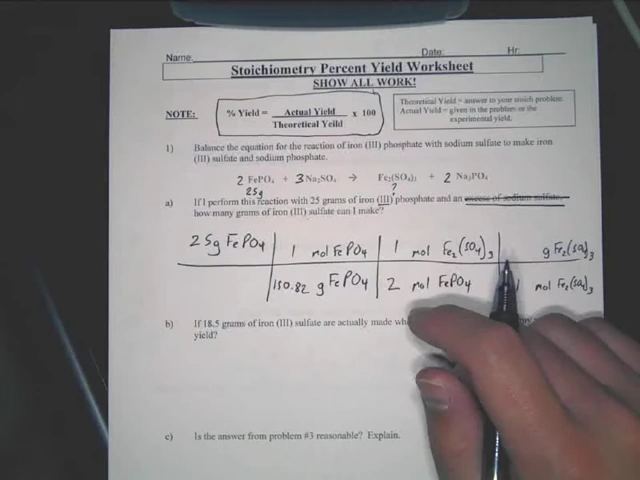 Name: Date: Hr:
Stoichiometry Percent Yield Worksheet
SHOW ALL WORK!
NOTE: % Yield = Actual Yield x 100
Theoretical Yeild
Theoretical Yield = answer to your stoich problem.
Actual Yield = given in the problem or the
experimental yield.
1) Balance the equation for the reaction of iron (III) phosphate with sodium sulfate to make iron
(III) sulfate and sodium phosphate.
2 FePO₄ + 3 Na₂SO₄ → Fe₂(SO₄)₃ + 2 Na₃PO₄
25g ?
a) If I perform this reaction with 25 grams of iron (III) phosphate and an excess of sodium sulfate,
how many grams of iron (III) sulfate can I make?
25g FePO₄ 1 mol FePO₄ 1 mol Fe₂(SO₄)₃ g Fe₂(SO₄)₃
150.82 g FePO₄ 2 mol FePO₄ 1 mol Fe₂(SO₄)₃
b) If 18.5 grams of iron (III) sulfate are actually made
yield?
c) Is the answer from problem #3 reasonable? Explain.